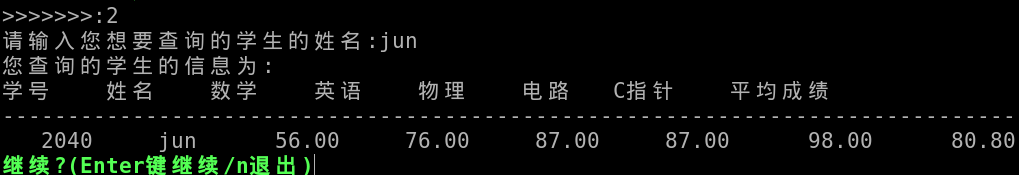 >>>>>>>:2
请输入您想要查询的学生的姓名:jun
您查询的学生的信息为:
学号 姓名 数学 英语 物理 电路 C指针 平均成绩
------------------------------------------------------------------------------
2040 jun 56.00 76.00 87.00 87.00 98.00 80.80
继续?(Enter键继续/n退出)